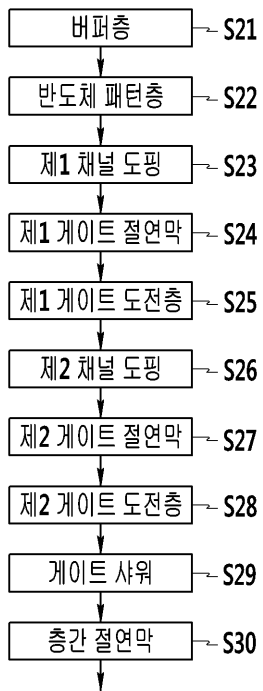 버퍼층 S21
반도체 패턴층 S22
제1 채널 도핑 S23
제1 게이트 절연막 S24
제1 게이트 도전층 S25
제2 채널 도핑 S26
제2 게이트 절연막 S27
제2 게이트 도전층 S28
게이트 샤워 S29
층간 절연막 S30